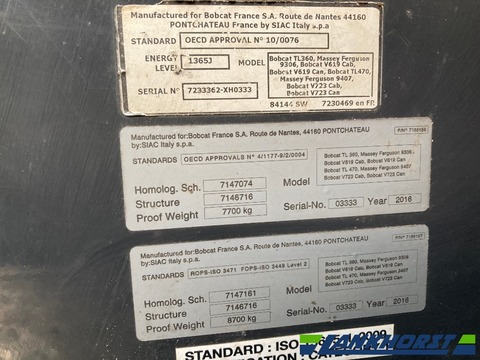 Manufactured for Bobcat France S.A. Route de Nantes 44160
PONTCHATEAU France by SIAC Italy s.p.a
STANDARD OECD APPROVAL N° 10/0076
ENERGY LEVEL 1365J
MODEL Bobcat TL360, Massey Ferguson
9306, Bobcat V619 Cab,
Bobcat V619 Can, Bobcat TL470,
Massey Ferguson 9407,
Bobcat V723 Cab,
Bobcat V723 Can
SERIAL N° 7233362-XH0333
84144 SW 7230469 en FR
Manufactured for: Bobcat France S.A. Route de Nantes, 44160 PONTCHATEAU
by:SIAC Italy s.p.a.
STANDARDS OECD APPROVALS N° 4/1177-9/2/0004
Homolog. Sch. 7147074
Structure 7146716
Proof Weight 7700 kg
Model Bobcat TL 360, Massey Ferguson 9306
Bobcat V619 Cab, Bobcat V619 Can
Bobcat TL 470, Massey Ferguson 9407
Bobcat V723 Cab, Bobcat V723 Can
Serial-No. 03333 Year 2016
Manufactured for:Bobcat France S.A. Route de Nantes, 44160 PONTCHATEAU
by:SIAC Italy s.p.a.
STANDARDS ROPS-ISO 3471 FOPS-ISO 3449 Level 2
Homolog. Sch. 7147161
Structure 7146716
Proof Weight 8700 kg
Model Bobcat TL 360, Massey Ferguson 9306
Bobcat V619 Cab, Bobcat V619 Can
Bobcat V723 Cab, Bobcat V723 Can
Serial-No. 03333 Year 2016
STANDARD : ISO
LANKHORST